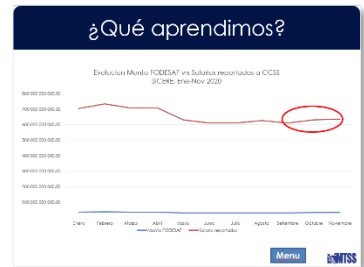 ¿Qué aprendimos?
Evolucion Monto FODESAF vs Salarios reportados a CCSS
SICERE, Ene-Nov 2020
800 000 000 000,00
700 000 000 000,00
600 000 000 000,00
500 000 000 000,00
400 000 000 000,00
300 000 000 000,00
200 000 000 000,00
100 000 000 000,00
Enero Febrero Marzo Abril Mayo Junio Julio Agosto Setiembre Octubre Noviembre
Monto FODESAF Salarios reportados
Menu MTSS